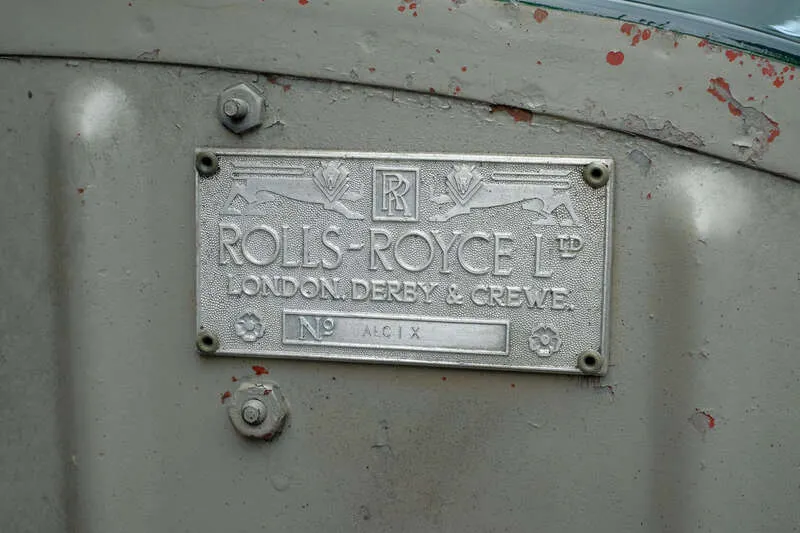 RR
ROLLS-ROYCE LTD
LONDON, DERBY & CREWE.
Nº ALC1X